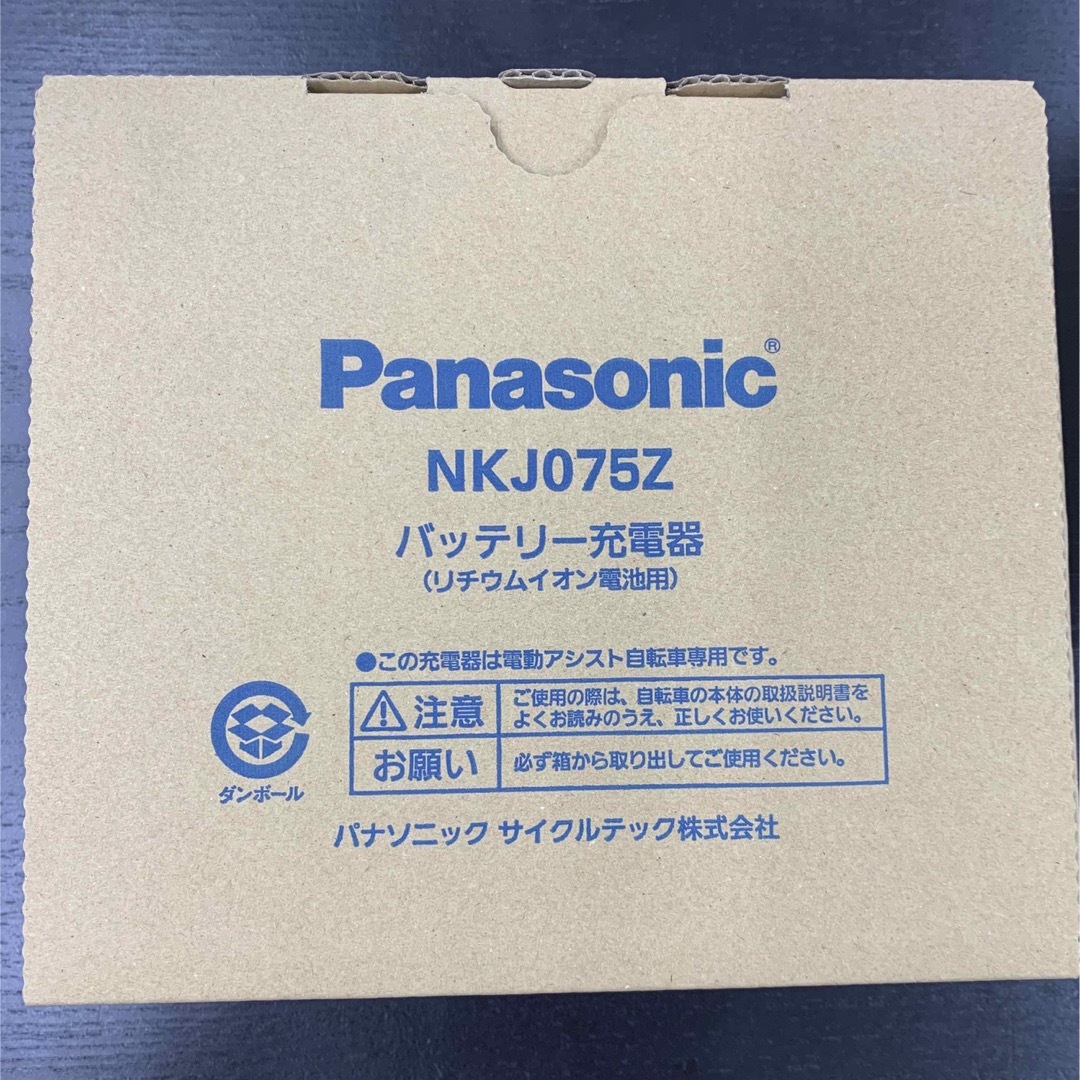 Panasonic®
NKJ075Z
バッテリー充電器
(リチウムイオン電池用)
●この充電器は電動アシスト自転車専用です。
注意
ご使用の際は、自転車の本体の取扱説明書を
よくお読みのうえ、正しくお使いください。
お願い
必ず箱から取り出してご使用ください。
ダンボール
パナソニック サイクルテック株式会社